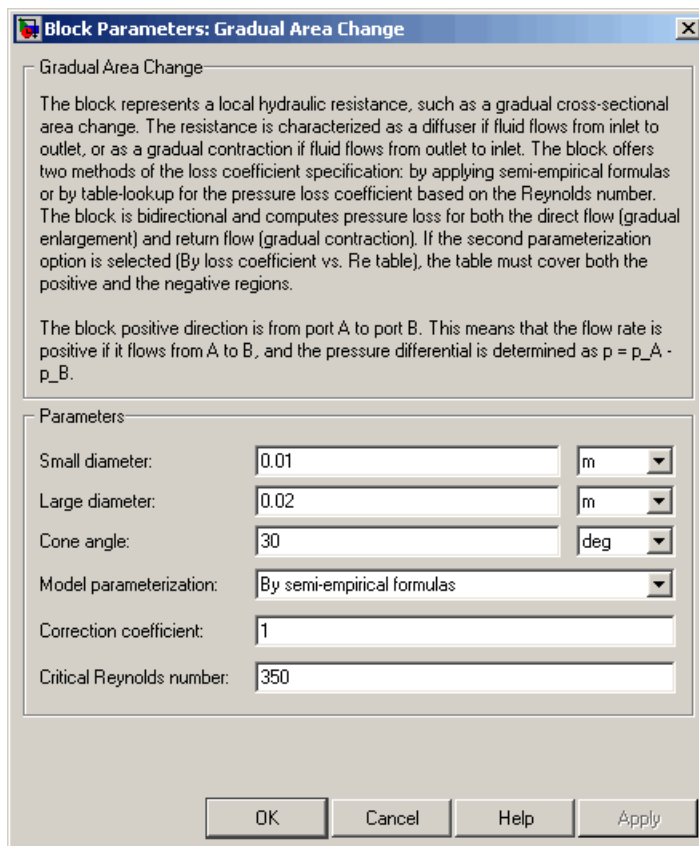 Block Parameters: Gradual Area Change
Gradual Area Change
The block represents a local hydraulic resistance, such as a gradual cross-sectional
area change. The resistance is characterized as a diffuser if fluid flows from inlet to
outlet, or as a gradual contraction if fluid flows from outlet to inlet. The block offers
two methods of the loss coefficient specification: by applying semi-empirical formulas
or by table-lookup for the pressure loss coefficient based on the Reynolds number.
The block is bidirectional and computes pressure loss for both the direct flow (gradual
enlargement) and return flow (gradual contraction). If the second parameterization
option is selected (By loss coefficient vs. Re table), the table must cover both the
positive and the negative regions.
The block positive direction is from port A to port B. This means that the flow rate is
positive if it flows from A to B, and the pressure differential is determined as p = p_A -
p_B.
Parameters
Small diameter: 0.01 m
Large diameter: 0.02 m
Cone angle: 30 deg
Model parameterization: By semi-empirical formulas
Correction coefficient: 1
Critical Reynolds number: 350
OK Cancel Help Apply